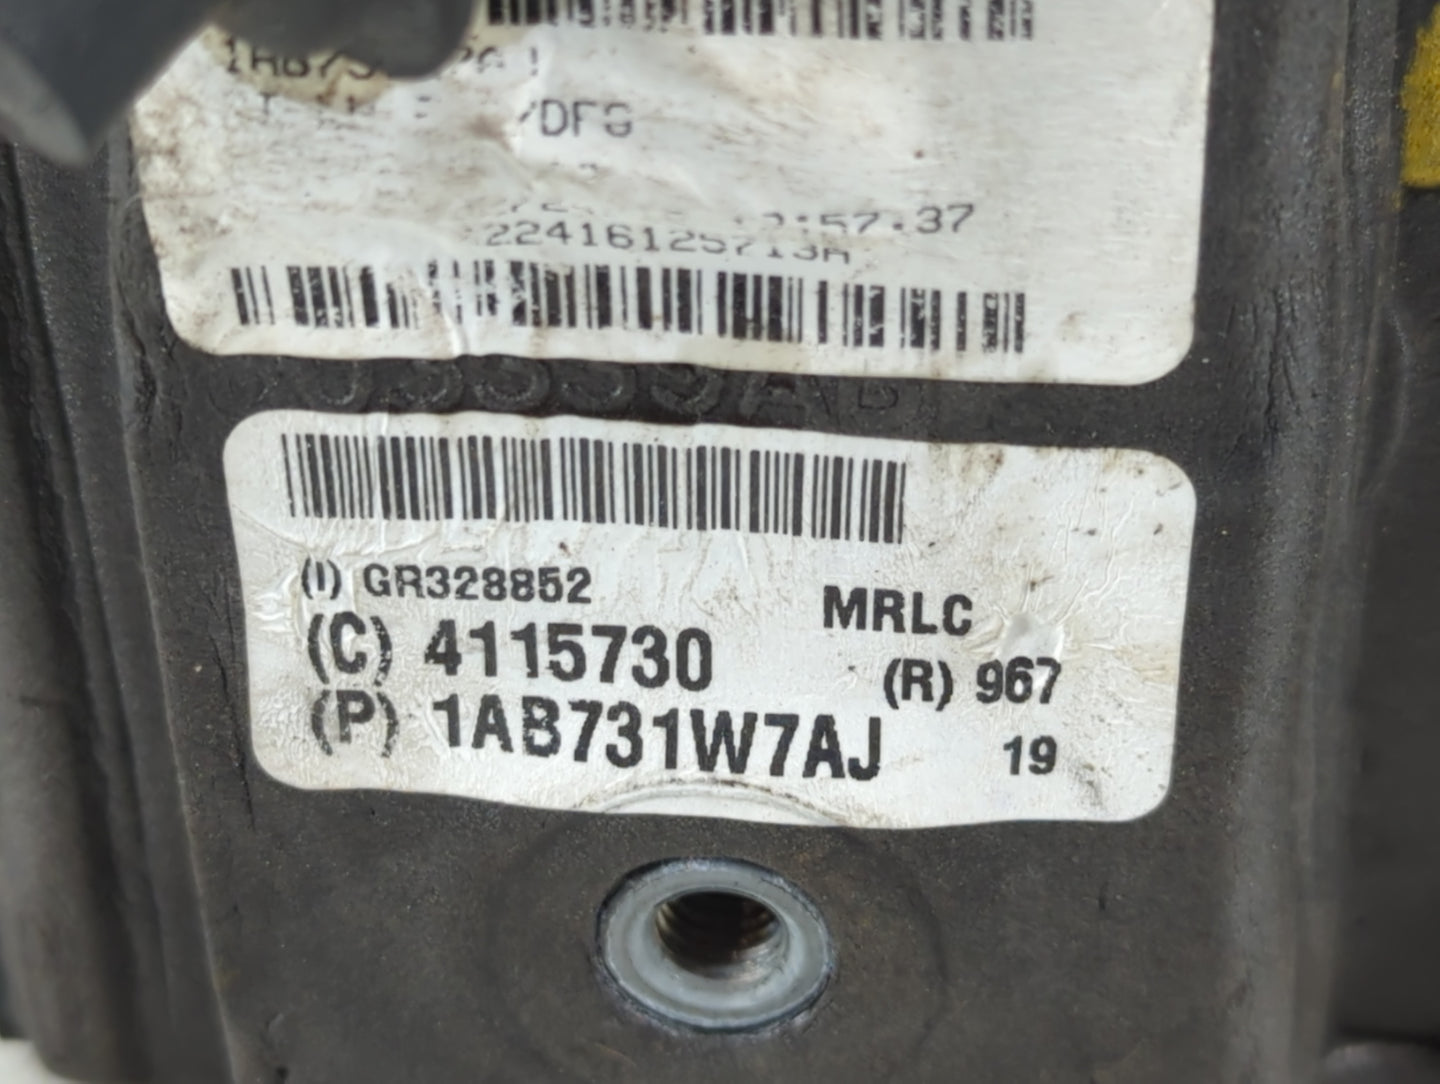 /DFG
:57.37
22416125713A
(I) GR328852
MRLC
(C) 4115730
(R) 967
(P) 1AB731W7AJ
19